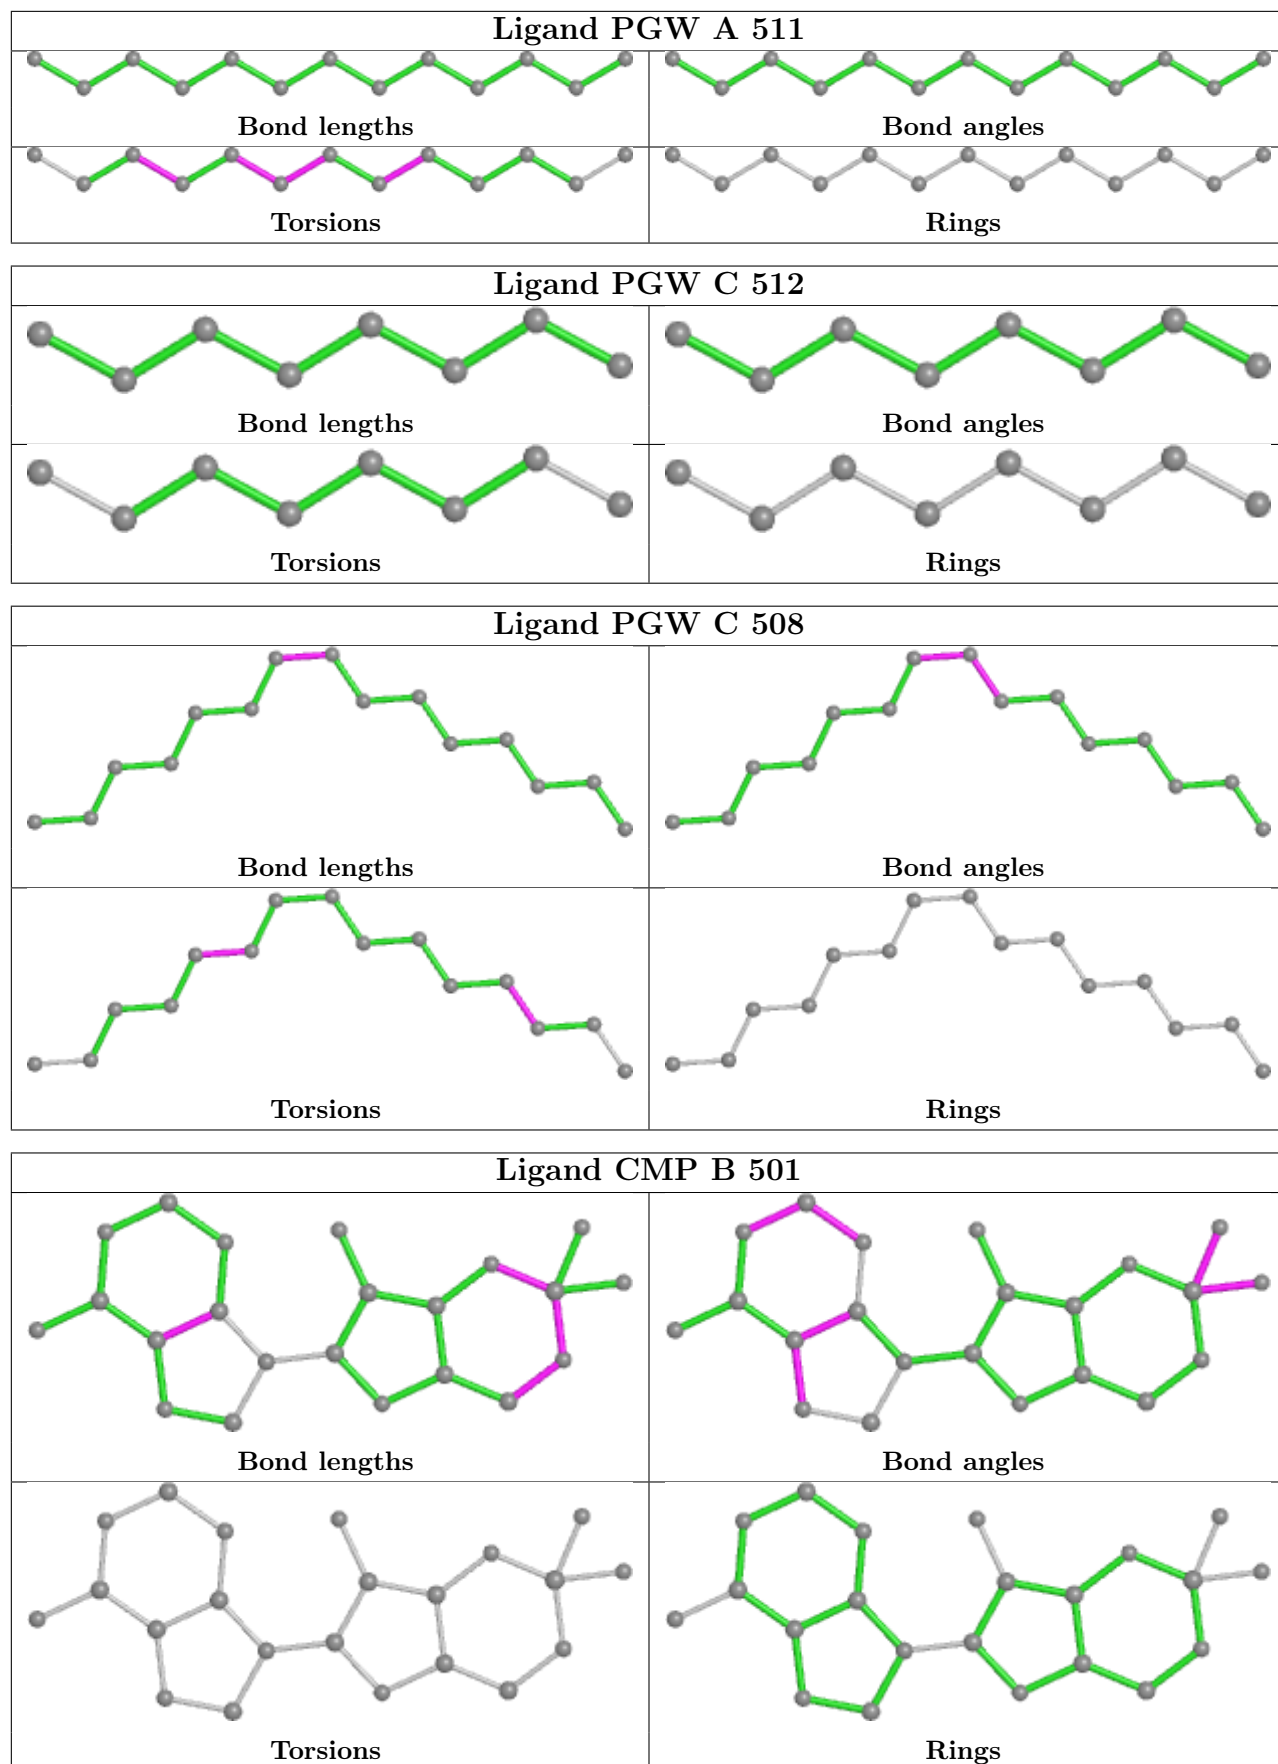 Ligand PGW A 511
Bond lengths
Bond angles
Torsions
Rings
Ligand PGW C 512
Bond lengths
Bond angles
Torsions
Rings
Ligand PGW C 508
Bond lengths
Bond angles
Torsions
Rings
Ligand CMP B 501
Bond lengths
Bond angles
Torsions
Rings